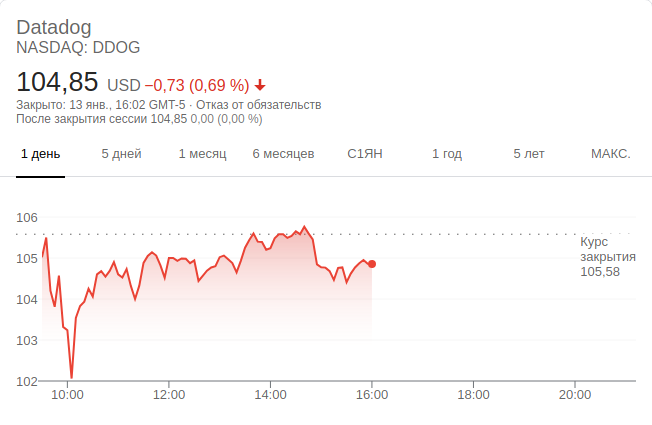 Datadog
NASDAQ: DDOG
104,85 USD −0,73 (0,69 %)
Закрыто: 13 янв., 16:02 GMT-5 · Отказ от обязательств
После закрытия сессии 104,85 0,00 (0,00 %)
1 день 5 дней 1 месяц 6 месяцев С1ЯН 1 год 5 лет МАКС.
106
105
104
103
102
Курс
закрытия
105,58
10:00 12:00 14:00 16:00 18:00 20:00